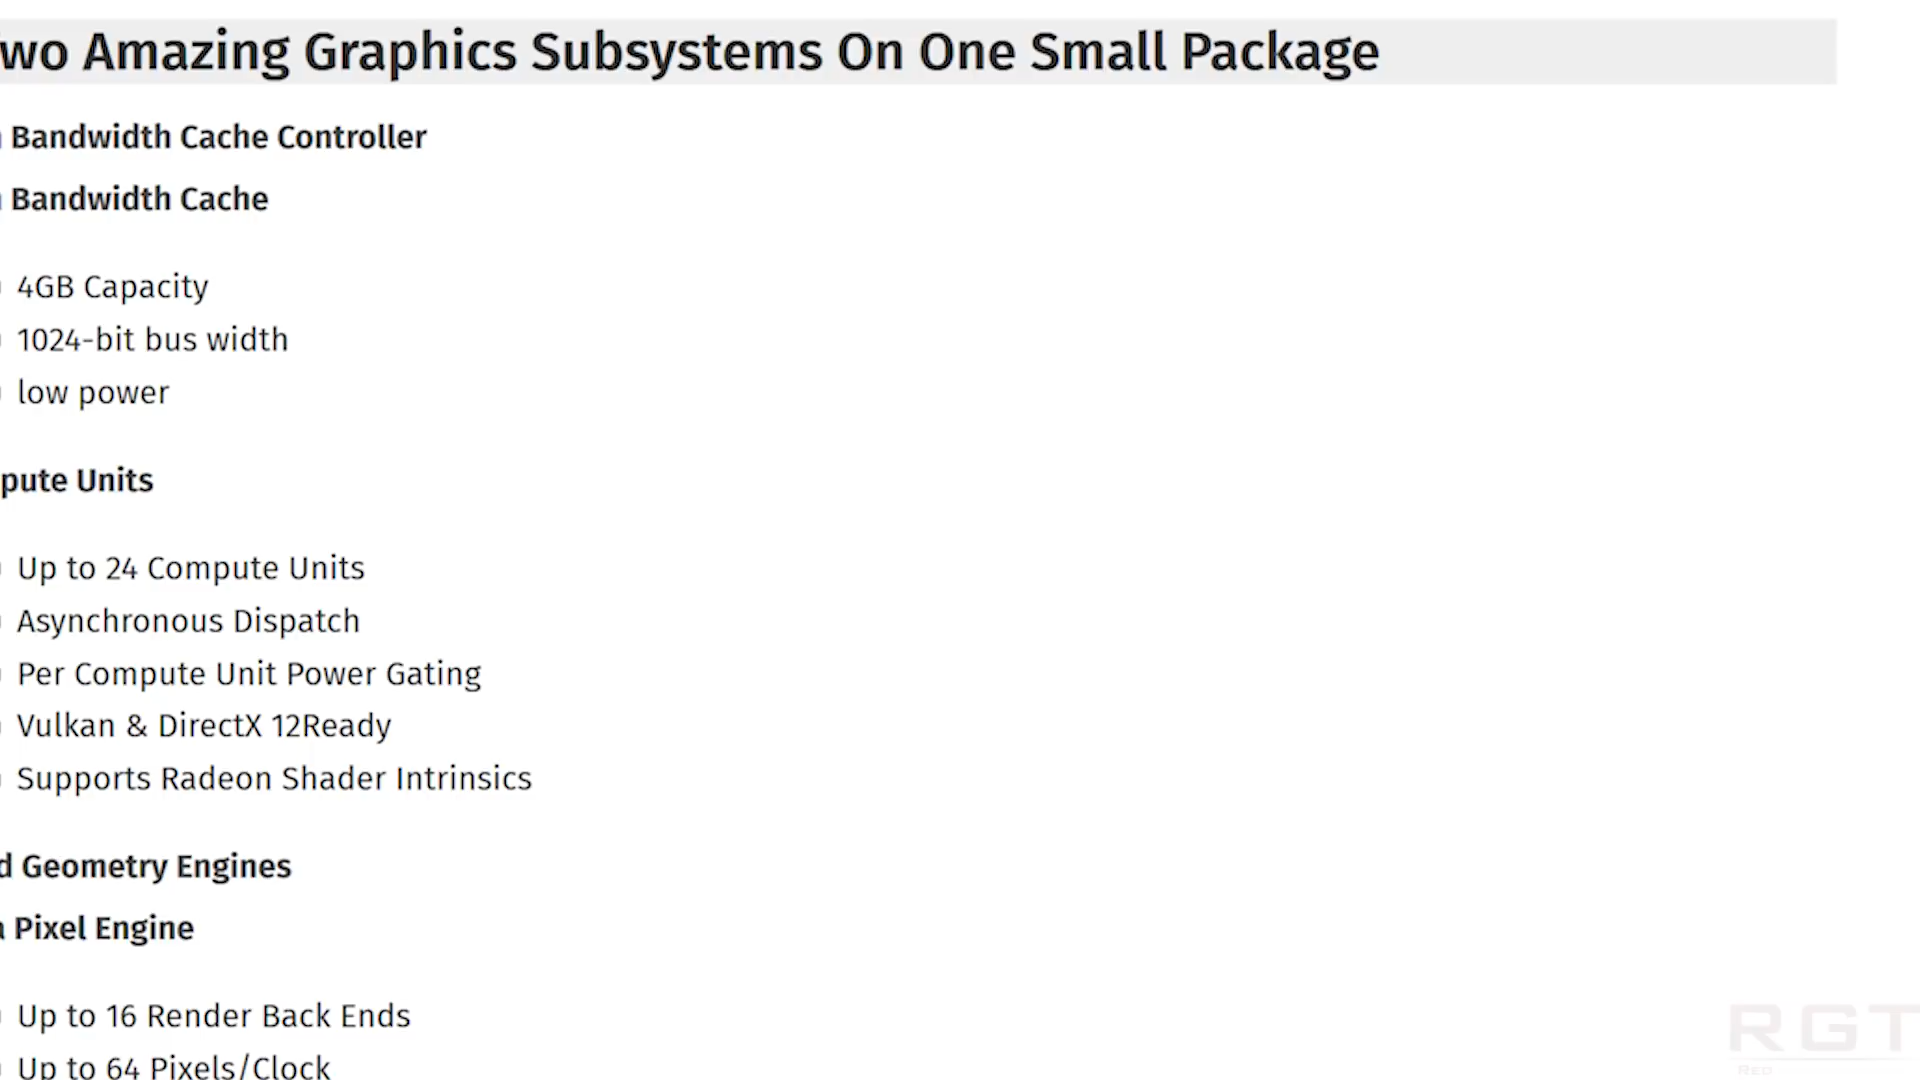 wo Amazing Graphics Subsystems On One Small Package
Bandwidth Cache Controller
Bandwidth Cache
4GB Capacity
1024-bit bus width
low power
pute Units
Up to 24 Compute Units
Asynchronous Dispatch
Per Compute Unit Power Gating
Vulkan & DirectX 12Ready
Supports Radeon Shader Intrinsics
d Geometry Engines
a Pixel Engine
Up to 16 Render Back Ends
Up to 64 Pixels/Clock
RGT
RED